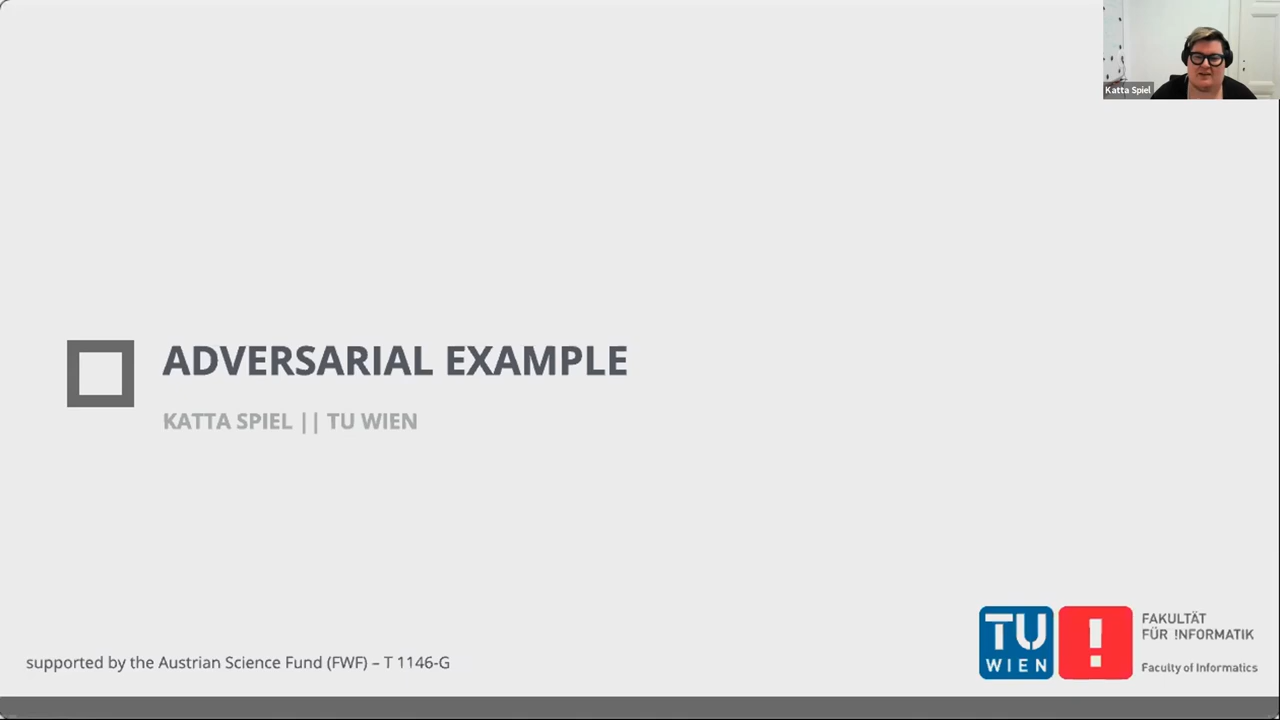 Katta Spiel
ADVERSARIAL EXAMPLE
KATTA SPIEL || TU WIEN
supported by the Austrian Science Fund (FWF) – T 1146-G
TU
WIEN
!
FAKULTÄT
FÜR !NFORMATIK
Faculty of Informatics